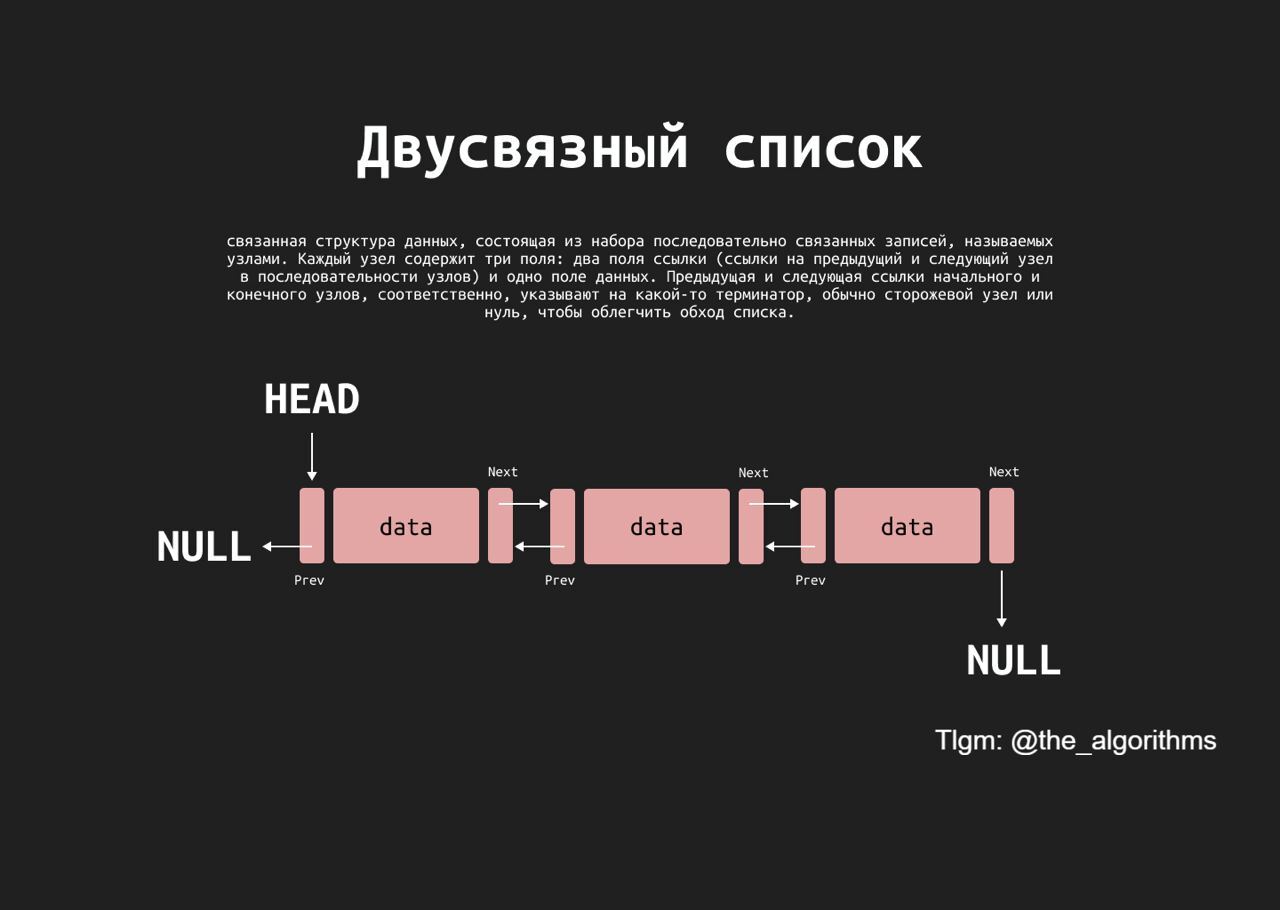 Двусвязный список
связанная структура данных, состоящая из набора последовательно связанных записей, называемых
узлами. Каждый узел содержит три поля: два поля ссылки (ссылки на предыдущий и следующий узел
в последовательности узлов) и одно поле данных. Предыдущая и следующая ссылки начального и
конечного узлов, соответственно, указывают на какой-то терминатор, обычно сторожевой узел или
нуль, чтобы облегчить обход списка.
HEAD
Next Next Next
data data data
NULL
Prev Prev Prev
NULL
Tlgm: @the_algorithms